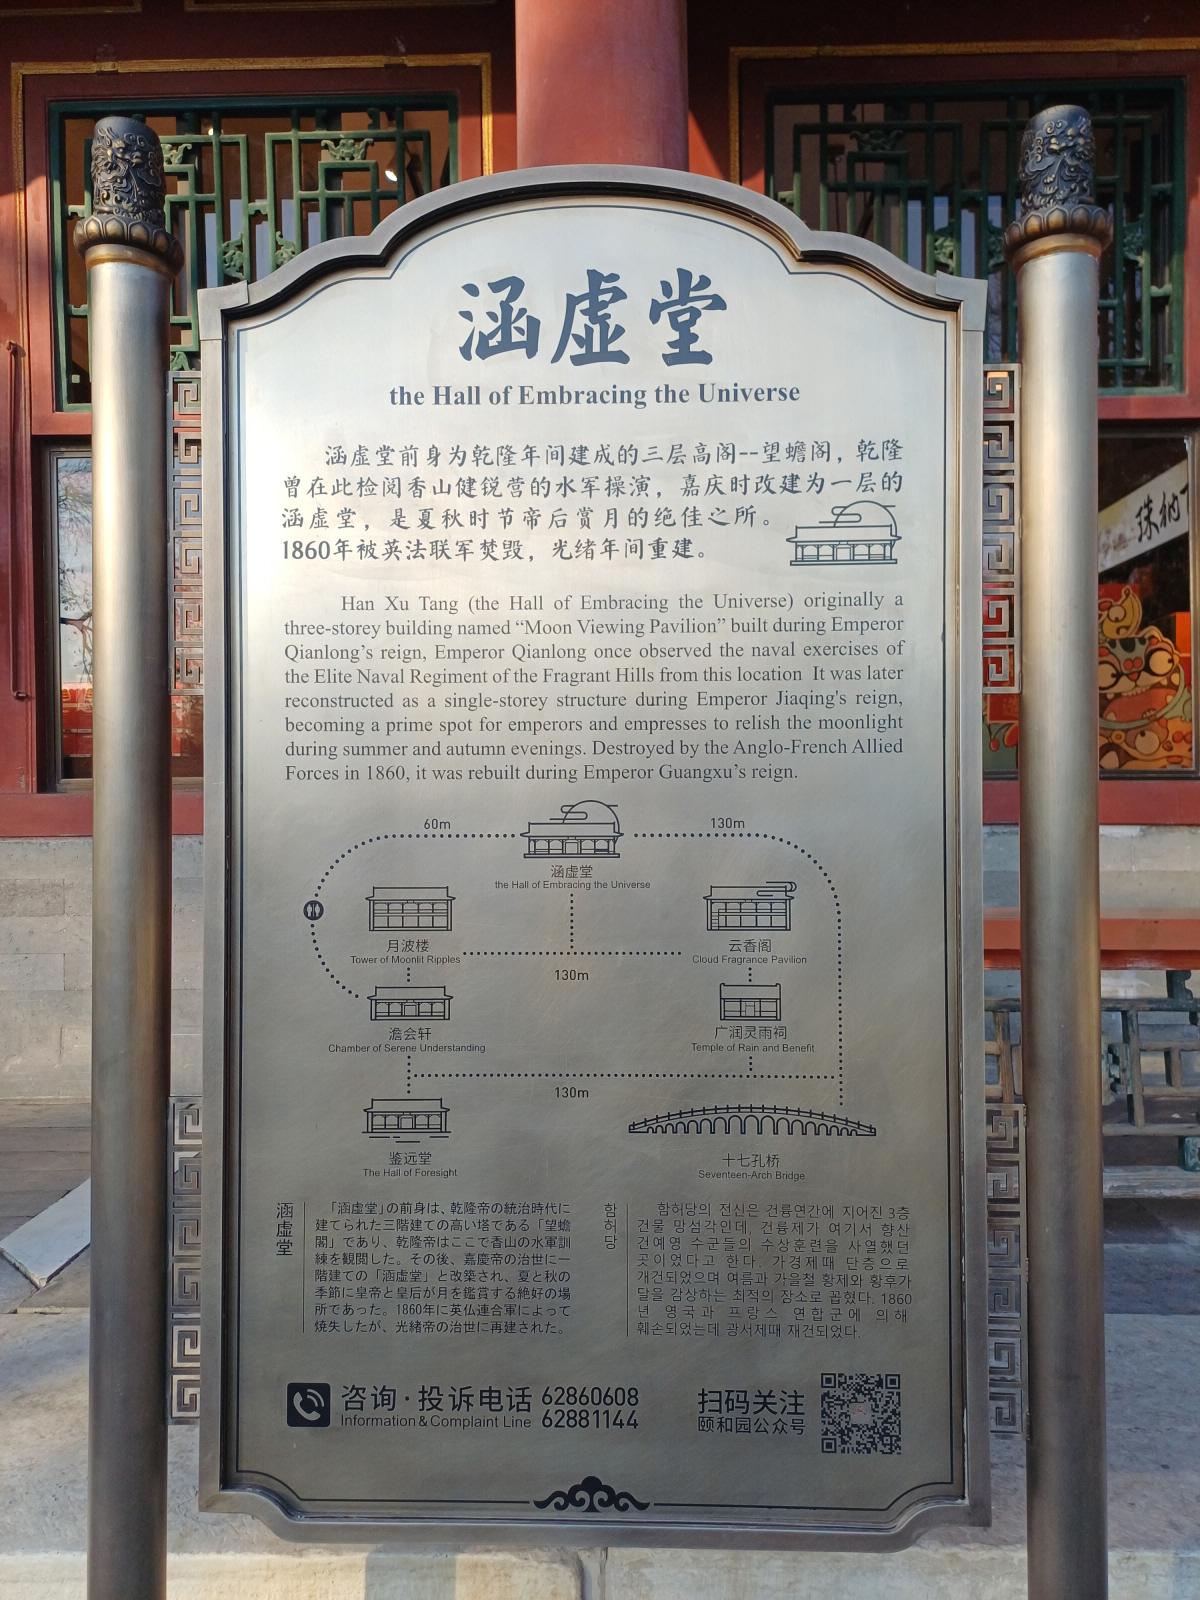 涵虚堂
the Hall of Embracing the Universe
涵虚堂前身为乾隆年间建成的三层高阁--望蟾阁，乾隆
曾在此检阅香山健锐营的水军操演，嘉庆时改建为一层的
涵虚堂，是夏秋时节帝后赏月的绝佳之所。
1860年被英法联军焚毁，光绪年间重建。
Han Xu Tang (the Hall of Embracing the Universe) originally a
three-storey building named “Moon Viewing Pavilion” built during Emperor
Qianlong’s reign, Emperor Qianlong once observed the naval exercises of
the Elite Naval Regiment of the Fragrant Hills from this location It was later
reconstructed as a single-storey structure during Emperor Jiaqing's reign,
becoming a prime spot for emperors and empresses to relish the moonlight
during summer and autumn evenings. Destroyed by the Anglo-French Allied
Forces in 1860, it was rebuilt during Emperor Guangxu’s reign.
60m
130m
涵虚堂
the Hall of Embracing the Universe
月波楼
Tower of Moonlit Ripples
云香阁
Cloud Fragrance Pavilion
130m
澹会轩
Chamber of Serene Understanding
广润灵雨祠
Temple of Rain and Benefit
130m
鉴远堂
The Hall of Foresight
十七孔桥
Seventeen-Arch Bridge
涵虚堂
「涵虚堂」の前身は、乾隆帝の統治時代に
建てられた三階建ての高い塔である「望蟾
閣」であり、乾隆帝はここで香山の水軍訓
練を観閲した。その後、嘉慶帝の治世に一
階建ての「涵虚堂」と改築され、夏と秋の
季節に皇帝と皇后が月を鑑賞する絶好の場
所であった。1860年に英仏連合軍によって
焼失したが、光緒帝の治世に再建された。
함허당
함허당의 전신은 건륭연간에 지어진 3층
건물 망섬각인데, 건륭제가 여기서 향산
건예영 수군들의 수상훈련을 사열했던
곳이었다고 한다. 가경제때 단층으로
개건되었으며 여름과 가을철 황제와 황후가
달을 감상하는 최적의 장소로 꼽혔다. 1860
년 영국과 프랑스 연합군에 의해
훼손되었는데 광서제때 재건되었다.
咨询·投诉电话 62860608
Information & Complaint Line 62881144
扫码关注
颐和园公众号
珠